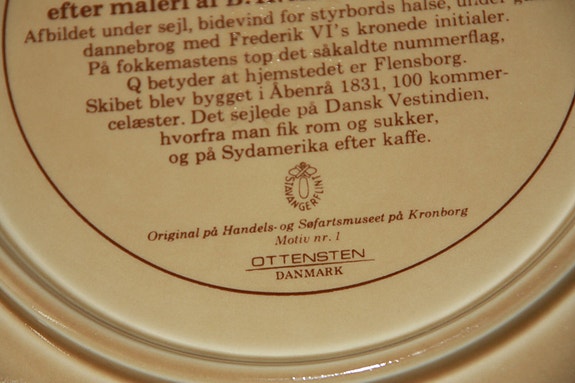 efter maleri af
Afbildet under sejl, bidevind for styrbords halse, under
dannebrog med Frederik VI's kronede initialer.
På fokkemastens top det såkaldte nummerflag,
Q betyder at hjemstedet er Flensborg.
Skibet blev bygget i Åbenrå 1831, 100 kommer-
celæster. Det sejlede på Dansk Vestindien,
hvorfra man fik rom og sukker,
og på Sydamerika efter kaffe.
STAVANGERFLINT
Original på Handels- og Søfartsmuseet på Kronborg
Motiv nr. 1
OTTENSTEN
DANMARK